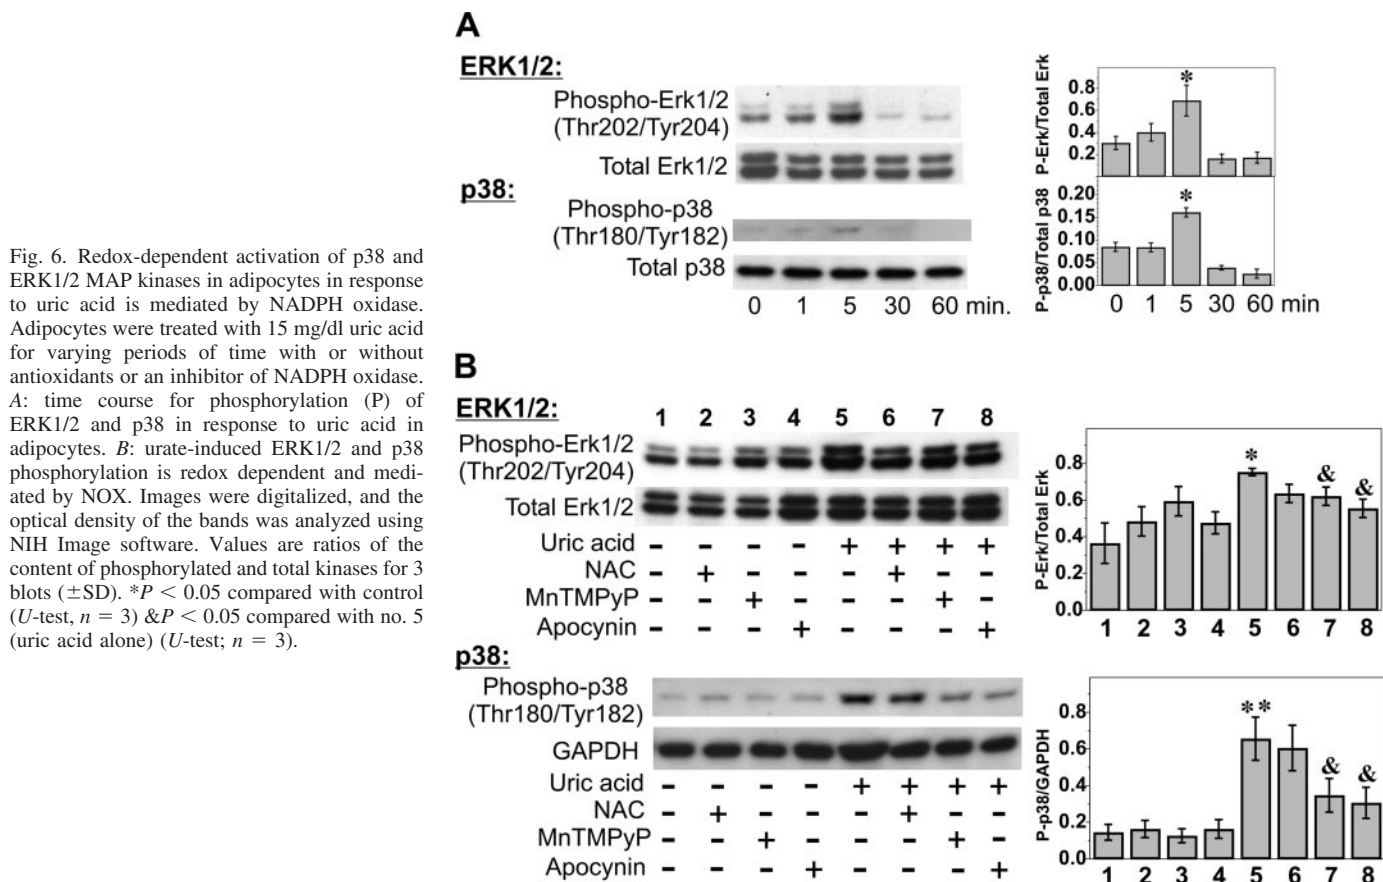 Fig. 6. Redox-dependent activation of p38 and
ERK1/2 MAP kinases in adipocytes in response
to uric acid is mediated by NADPH oxidase.
Adipocytes were treated with 15 mg/dl uric acid
for varying periods of time with or without
antioxidants or an inhibitor of NADPH oxidase.
A: time course for phosphorylation (P) of
ERK1/2 and p38 in response to uric acid in
adipocytes. B: urate-induced ERK1/2 and p38
phosphorylation is redox dependent and medi-
ated by NOX. Images were digitalized, and the
optical density of the bands was analyzed using
NIH Image software. Values are ratios of the
content of phosphorylated and total kinases for 3
blots (±SD). *P < 0.05 compared with control
(U-test, n = 3) &P < 0.05 compared with no. 5
(uric acid alone) (U-test; n = 3).
A
ERK1/2:
Phospho-Erk1/2
(Thr202/Tyr204)
Total Erk1/2
p38:
Phospho-p38
(Thr180/Tyr182)
Total p38
0 1 5 30 60 min.
P-Erk/Total Erk
0.8
0.6
0.4
0.2
*
P-p38/Total p38
0.20
0.15
0.10
0.05
0.00
*
0 1 5 30 60 min
B
ERK1/2:
1 2 3 4 5 6 7 8
Phospho-Erk1/2
(Thr202/Tyr204)
Total Erk1/2
Uric acid - - - - + + + +
NAC - + - - - + - -
MnTMPyP - - + - - - + -
Apocynin - - - + - - - +
P-Erk/Total Erk
0.8
0.6
0.4
0.2
0.0
* & &
1 2 3 4 5 6 7 8
p38:
Phospho-p38
(Thr180/Tyr182)
GAPDH
Uric acid - - - - + + + +
NAC - + - - - + - -
MnTMPyP - - + - - - + -
Apocynin - - - + - - - +
P-p38/GAPDH
0.8
0.6
0.4
0.2
0.0
** & &
1 2 3 4 5 6 7 8